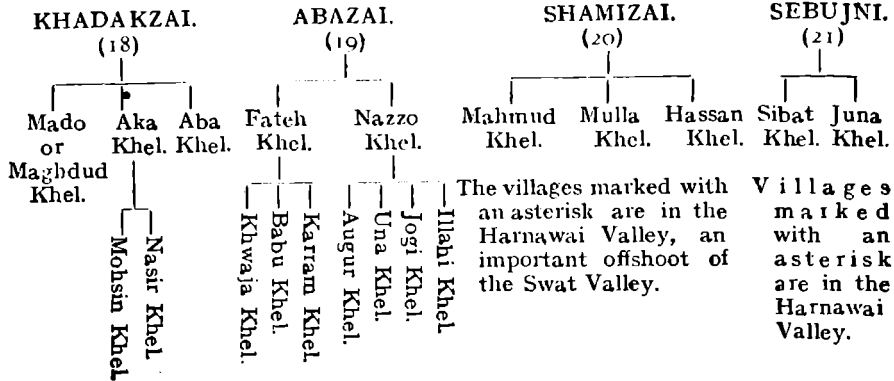 KHADAKZAI.
(18)
Mado
or
Maghdud
Khel.
Aka
Khel.
Aba
Khel.
Mohsin Khel.
Nasir Khel
ABAZAI.
(19)
Fateh
Khel.
Nazzo
Khel.
Khwaja Khel.
Babu Khel.
Karram Khel.
Augur Khel.
Una Khel.
Jogi Khel.
Illahi Khel
SHAMIZAI.
(20)
Mahmud
Khel.
Mulla
Khel.
Hassan
Khel.
The villages marked with
an asterisk are in the
Harnawai Valley, an
important offshoot of
the Swat Valley.
SEBUJNI.
(21)
Sibat
Khel.
Juna
Khel.
Villages
marked
with an
asterisk
are in the
Harnawai
Valley.